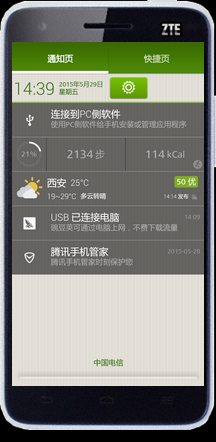 ZTE
通知页 快捷页
14:39 2015年5月29日 星期五
连接到PC侧软件
使用PC侧软件给手机安装或管理应用程序
21% 2134 步 114 kCal
西安 25°C 50 优
19~29°C 多云转晴 14:14 发布
USB 已连接电脑 14:09
豌豆荚可通过电脑上网，不费下载流量
腾讯手机管家 2015-05-28
腾讯手机管家时刻保护您
中国电信